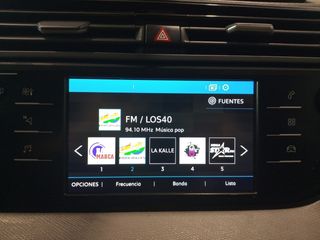 FUENTES
FM / LOS40
94.10 MHz Música pop
MARCA
LA KALLE
1 2 3 4 5
OPCIONES Frecuencia Banda Lista